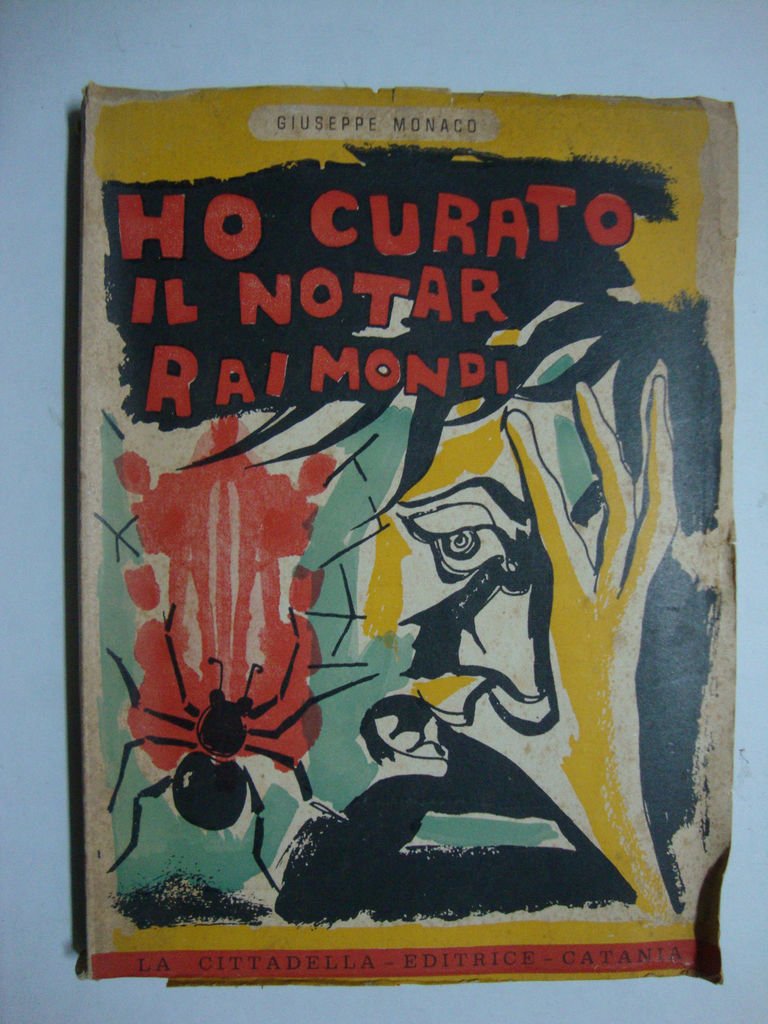 GIUSEPPE MONACO
HO CURATO
IL NOTAR
RAIMONDI
LA CITTADELLA - EDITRICE - CATANIA